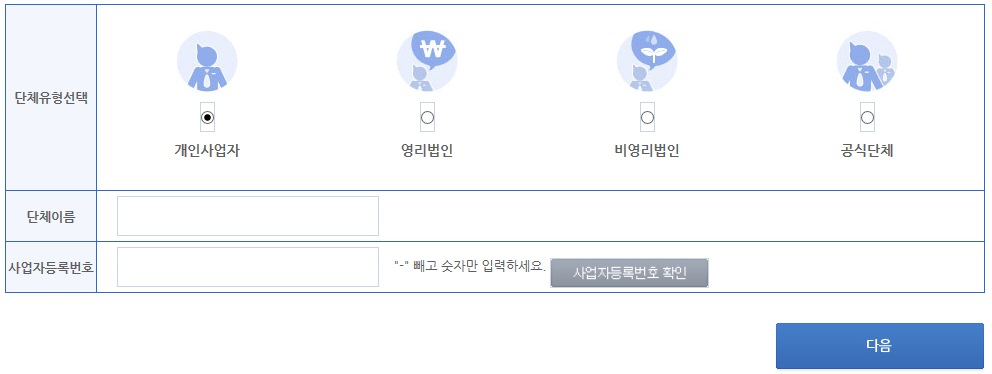 단체유형선택
₩
개인사업자
영리법인
비영리법인
공식단체
단체이름
사업자등록번호
"-" 빼고 숫자만 입력하세요.
사업자등록번호 확인
다음